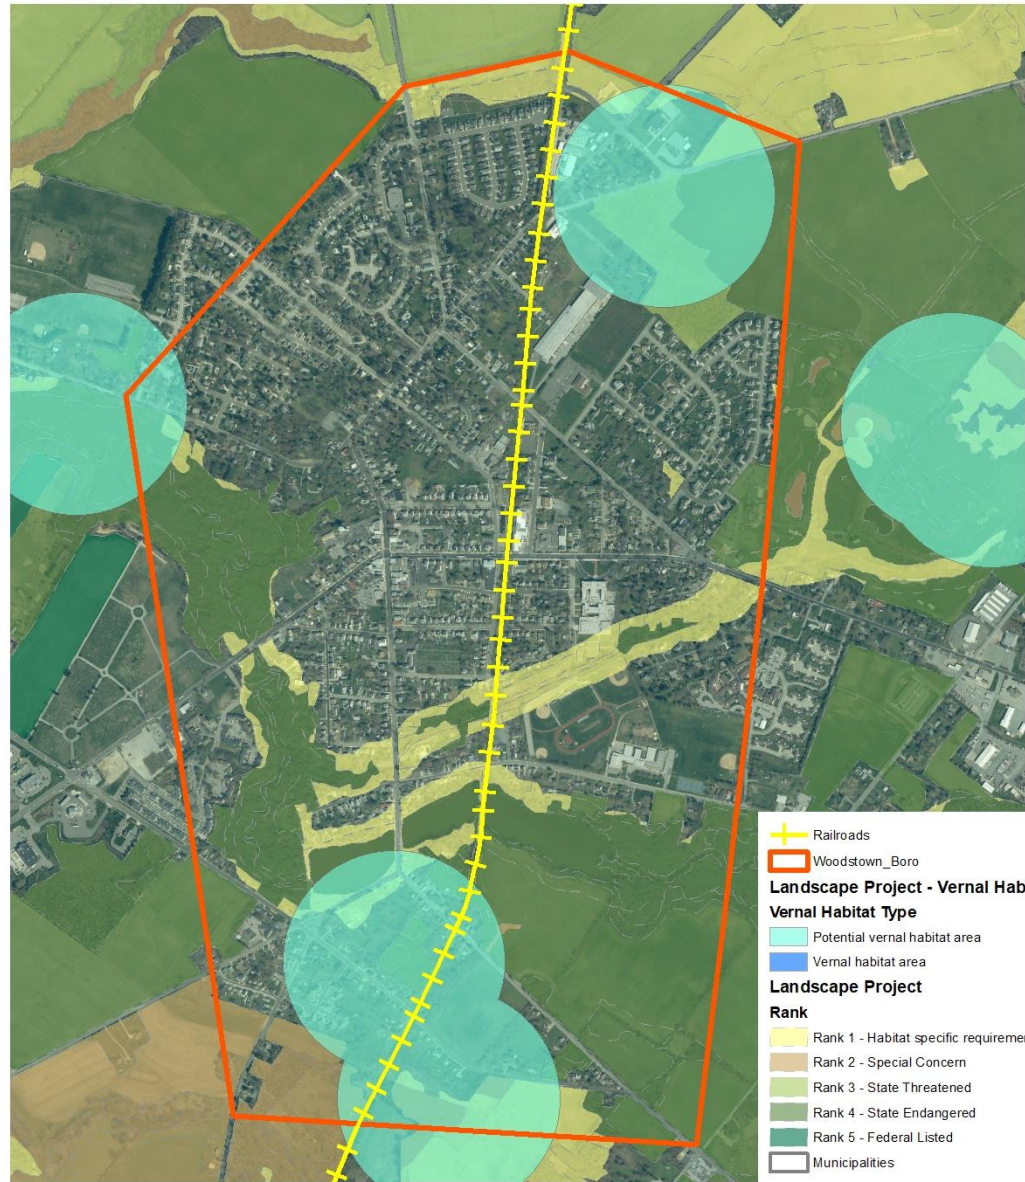 Railroads
Woodstown_Boro
Landscape Project - Vernal Hab
Vernal Habitat Type
Potential vernal habitat area
Vernal habitat area
Landscape Project
Rank
Rank 1 - Habitat specific requireme
Rank 2 - Special Concern
Rank 3 - State Threatened
Rank 4 - State Endangered
Rank 5 - Federal Listed
Municipalities